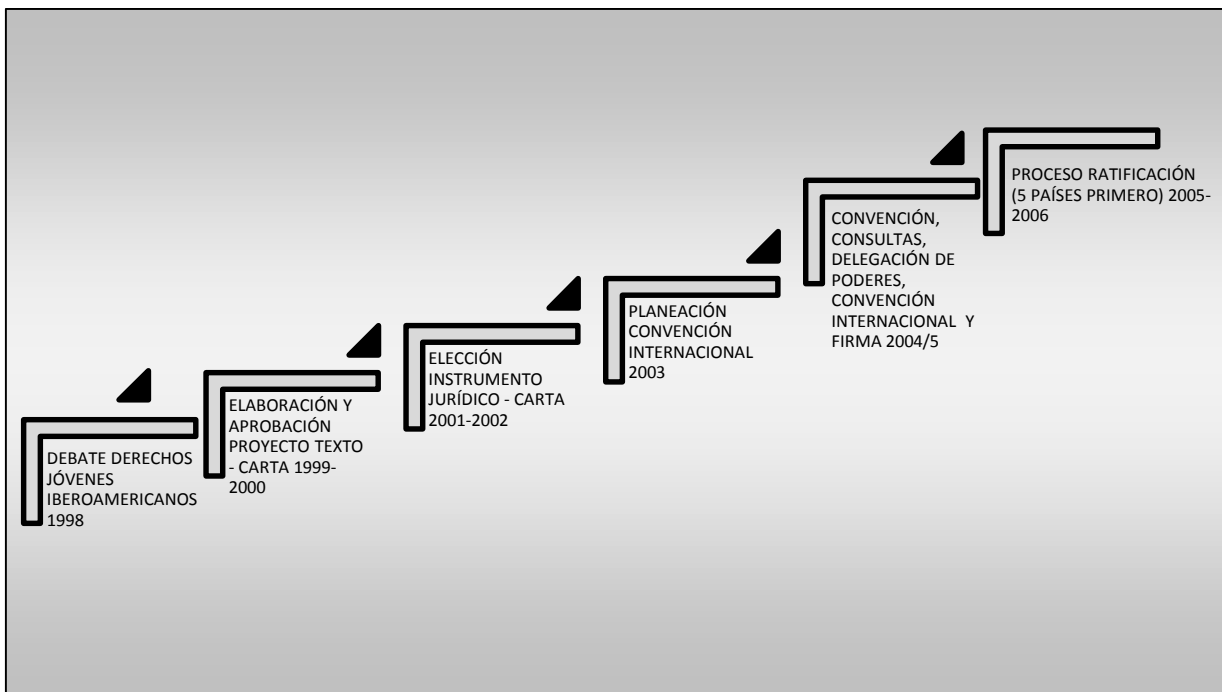 DEBATE DERECHOS
JÓVENES
IBEROAMERICANOS
1998
ELABORACIÓN Y
APROBACIÓN
PROYECTO TEXTO
- CARTA 1999-
2000
ELECCIÓN
INSTRUMENTO
JURÍDICO - CARTA
2001-2002
PLANEACIÓN
CONVENCIÓN
INTERNACIONAL
2003
CONVENCIÓN,
CONSULTAS,
DELEGACIÓN DE
PODERES,
CONVENCIÓN
INTERNACIONAL Y
FIRMA 2004/5
PROCESO RATIFICACIÓN
(5 PAÍSES PRIMERO) 2005-
2006